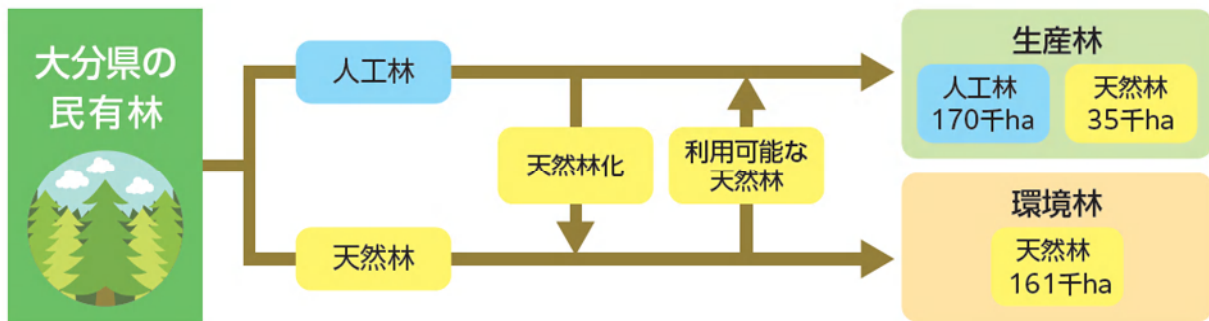 大分県の
民有林
人工林
天然林化
利用可能な
天然林
天然林
生産林
人工林
170千ha
天然林
35千ha
環境林
天然林
161千ha